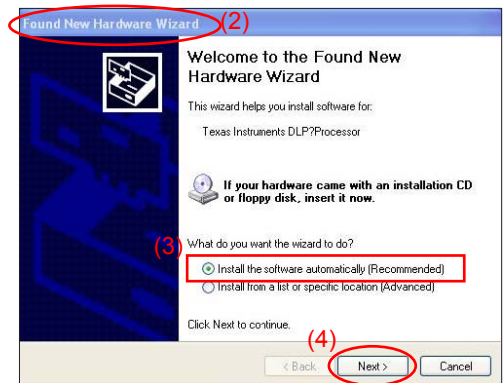 Found New Hardware Wizard
(2)
Welcome to the Found New
Hardware Wizard
This wizard helps you install software for:
Texas Instruments DLP?Processor
If your hardware came with an installation CD
or floppy disk, insert it now.
(3)
What do you want the wizard to do?
Install the software automatically (Recommended)
Install from a list or specific location (Advanced)
Click Next to continue.
(4)
< Back
Next >
Cancel